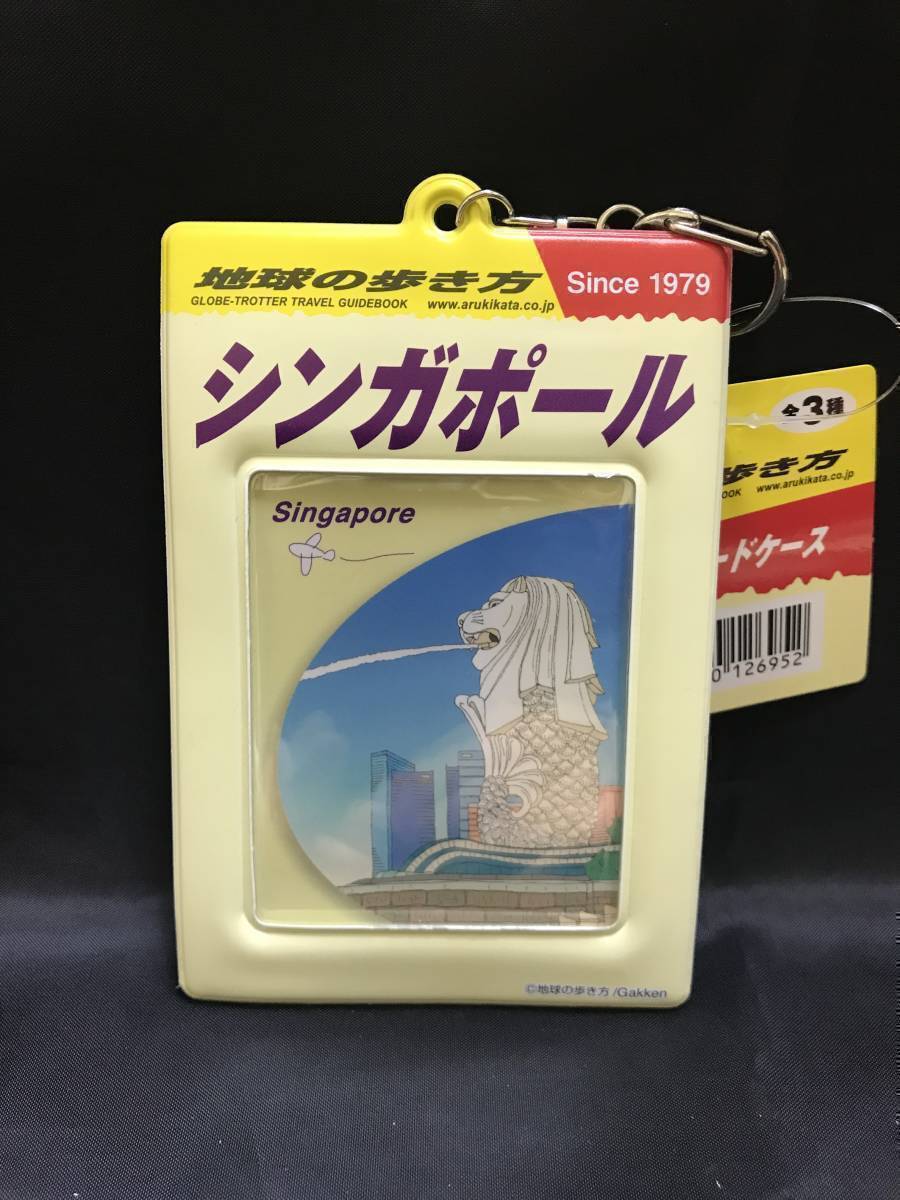 地球の歩き方
Since 1979
GLOBE-TROTTER TRAVEL GUIDEBOOK www.arukikata.co.jp
シンガポール
Singapore
©地球の歩き方/Gakken
全3種
歩き方
OOK www.arukikata.co.jp
ードケース
0126952